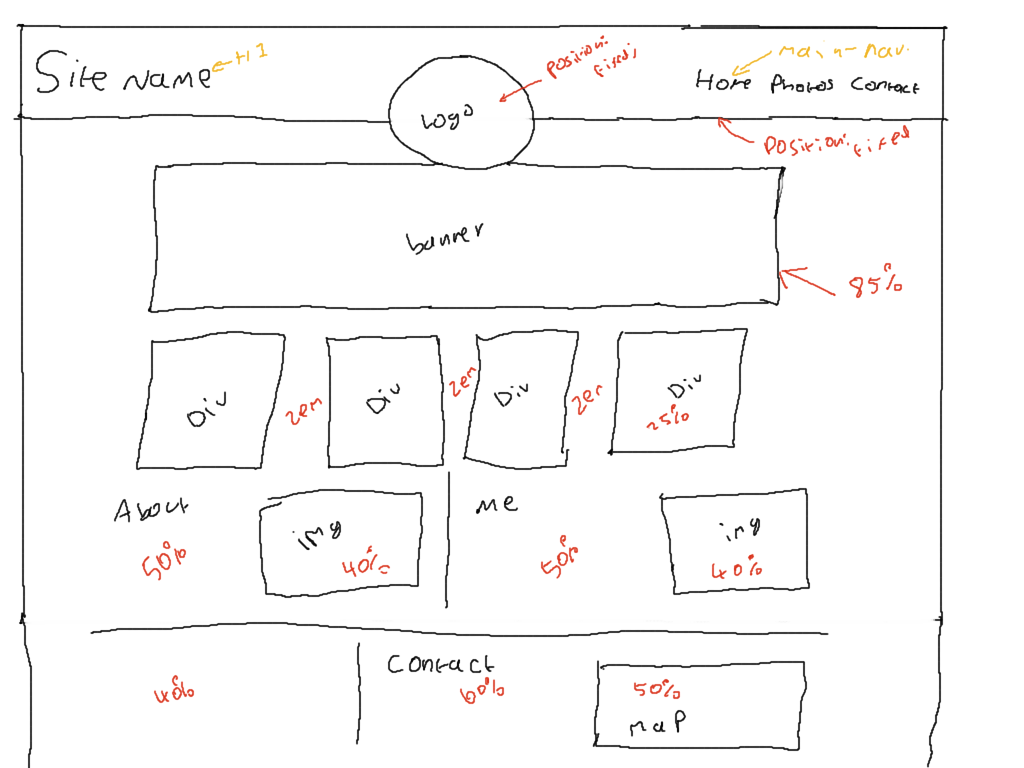 Site Name
H1
Logo
Position:
fixed;
main-nav.
Home Photos Contact
Position: fixed
banner
85%
Div
2em
Div
2em
Div
2em
Div
25%
About
50%
img
40%
Me
50%
img
40%
40%
Contact
60%
50%
map